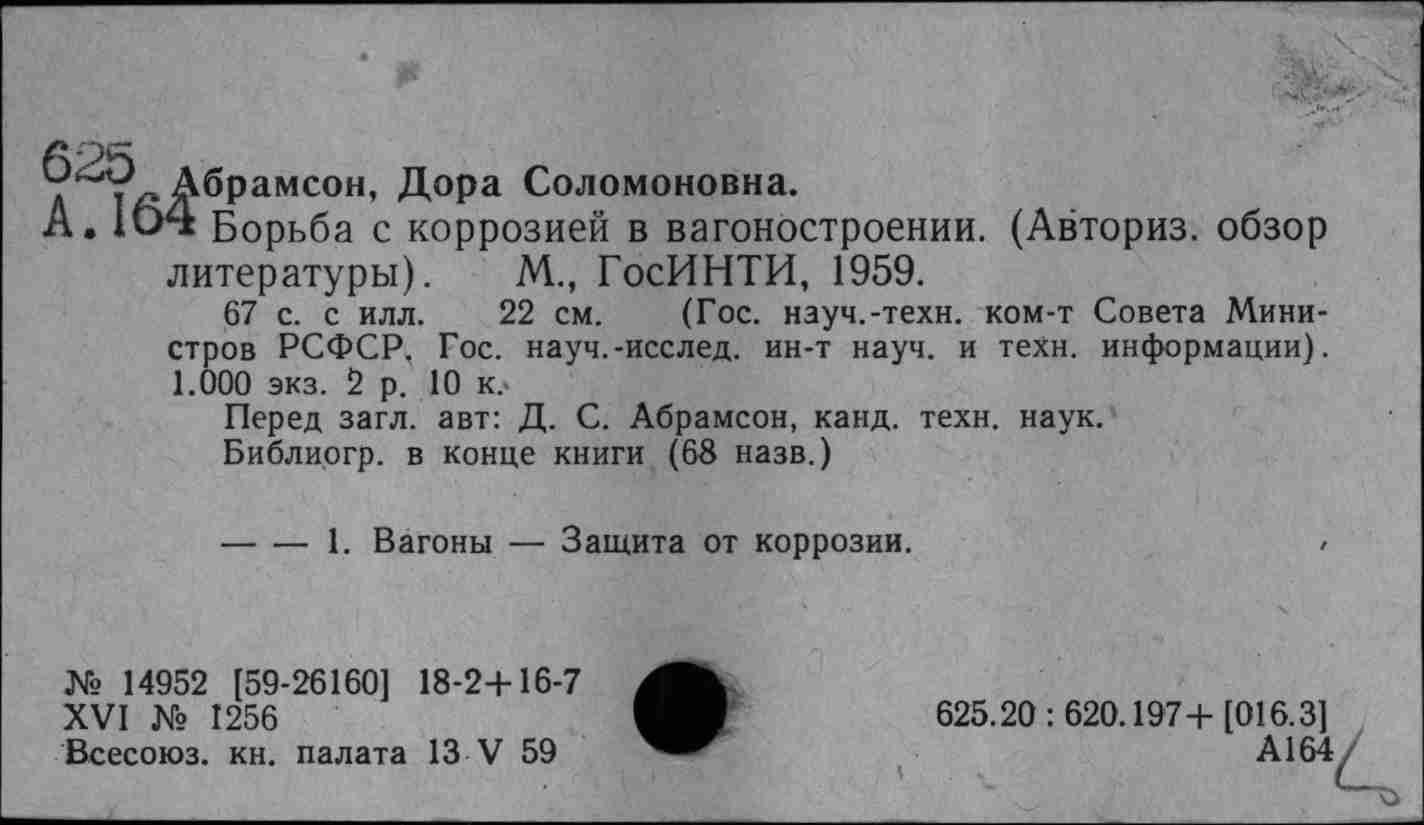 625
А.164
Абрамсон, Дора Соломоновна.
Борьба с коррозией в вагоностроении. (Авториз. обзор
литературы). М., ГосИНТИ, 1959.
67 с. с илл. 22 см. (Гос. науч.-техн. ком-т Совета Мини-
стров РСФСР, Гос. науч.-исслед. ин-т науч. и техн. информации).
1.000 экз. 2 р. 10 к.
Перед загл. авт: Д. С. Абрамсон, канд. техн. наук.
Библиогр. в конце книги (68 назв.)
— — 1. Вагоны — Защита от коррозии.
№ 14952 [59-26160] 18-2+16-7
XVI № 1256
Всесоюз. кн. палата 13 V 59
625.20 : 620.197+ [016.3]
А164